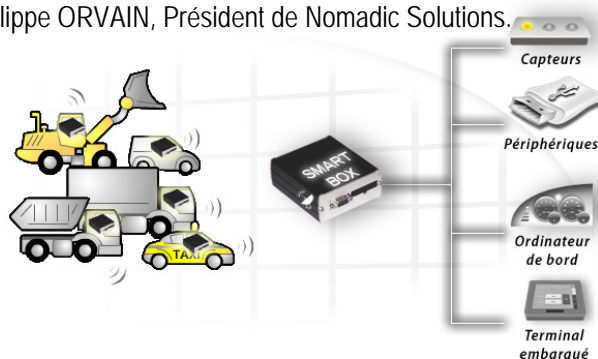 lippe ORVAIN, Président de Nomadic Solutions.
Capteurs
Périphériques
SMART
BOX
TAXI
Ordinateur
de bord
Terminal
embarqué